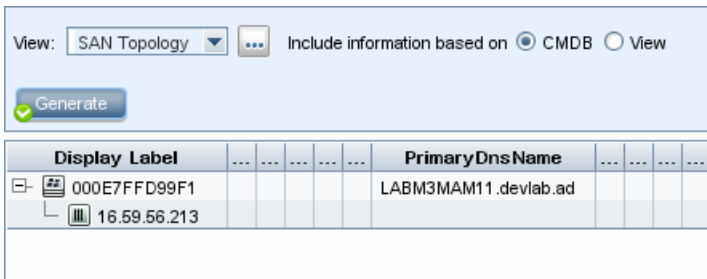 View: SAN Topology ... Include information based on CMDB View
Generate
Display Label ... ... ... ... ... PrimaryDnsName ... ... ... ...
000E7FFD99F1 LABM3MAM11.devlab.ad
16.59.56.213